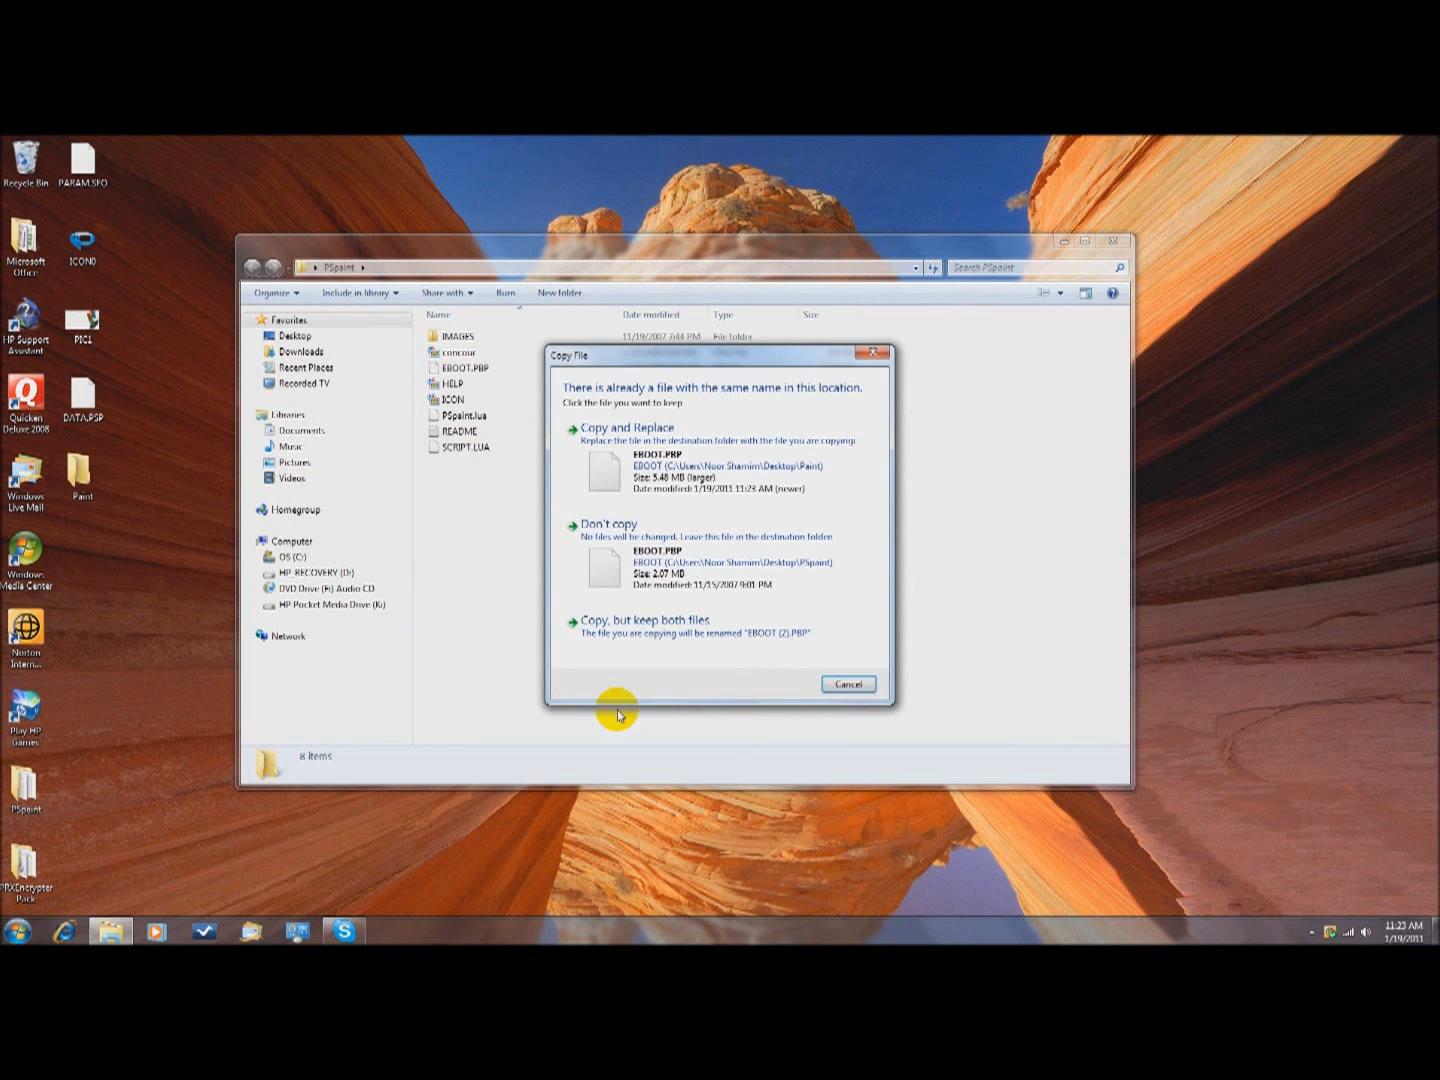 Recycle Bin
PARAM.SFO
Microsoft
Office
ICON0
HP Support
Assistant
PIC1
Quicken
Deluxe 2008
DATA.PSP
Windows
Live Mail
Paint
Windows
Media Center
Norton
Intern...
Play HP
Games
PSpaint
PRXEncrypter
Pack
PSpaint
Search PSpaint
Organize
Include in library
Share with
Burn
New folder
Favorites
Desktop
Downloads
Recent Places
Recorded TV
Libraries
Documents
Music
Pictures
Videos
Homegroup
Computer
OS (C:)
HP_RECOVERY (D:)
DVD Drive (F:) Audio CD
HP Pocket Media Drive (K:)
Network
Name Date modified Type Size
IMAGES 11/19/2007 7:44 PM File folder
concour
EBOOT.PBP
HELP
ICON
PSpaint.lua
README
SCRIPT.LUA
Copy File
There is already a file with the same name in this location.
Click the file you want to keep
Copy and Replace
Replace the file in the destination folder with the file you are copying:
EBOOT.PBP
EBOOT (C:\Users\Noor Shamim\Desktop\Paint)
Size: 5.48 MB (larger)
Date modified: 1/19/2011 11:23 AM (newer)
Don't copy
No files will be changed. Leave this file in the destination folder:
EBOOT.PBP
EBOOT (C:\Users\Noor Shamim\Desktop\PSpaint)
Size: 2.07 MB
Date modified: 11/15/2007 9:01 PM
Copy, but keep both files
The file you are copying will be renamed "EBOOT (2).PBP"
Cancel
8 items
11:23 AM
1/19/2011